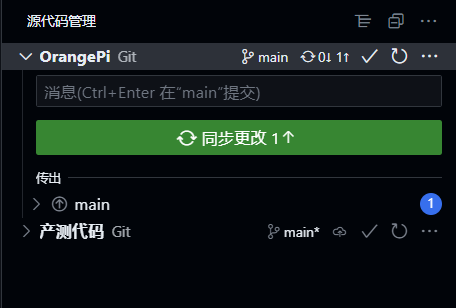 源代码管理
OrangePi Git main 0↓ 1↑
消息(Ctrl+Enter 在“main”提交)
同步更改 1↑
传出
main 1
产测代码 Git main*